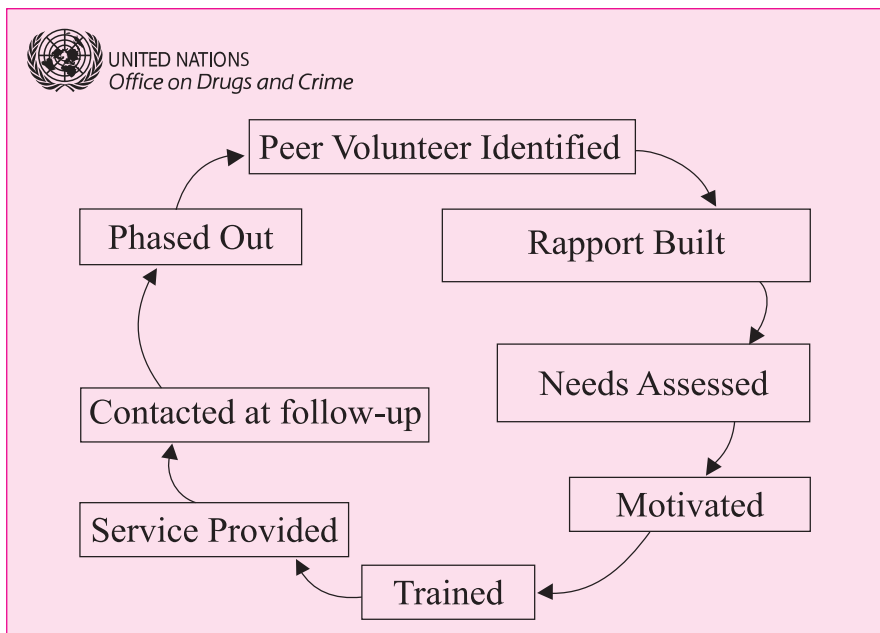 UNITED NATIONS
Office on Drugs and Crime
Peer Volunteer Identified
Rapport Built
Needs Assessed
Motivated
Trained
Service Provided
Contacted at follow-up
Phased Out